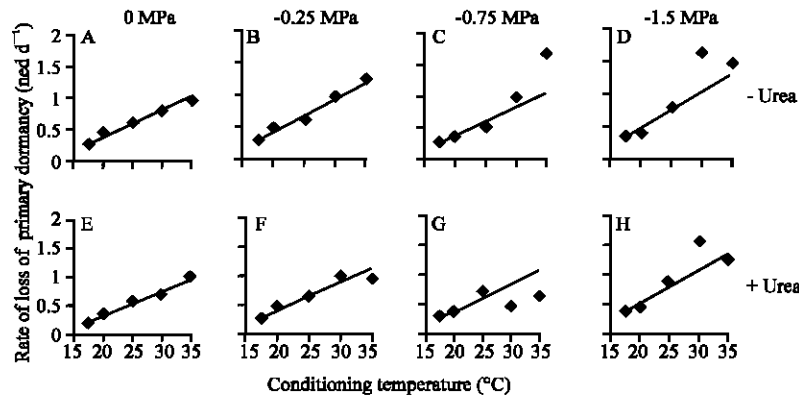 0 MPa -0.25 MPa -0.75 MPa -1.5 MPa
Rate of loss of primary dormancy (ned d⁻¹)
A B C D
2
1.5
1
0.5
0
- Urea
E F G H
2
1.5
1
0.5
0
+ Urea
15 20 25 30 35 15 20 25 30 35 15 20 25 30 35 15 20 25 30 35
Conditioning temperature (°C)